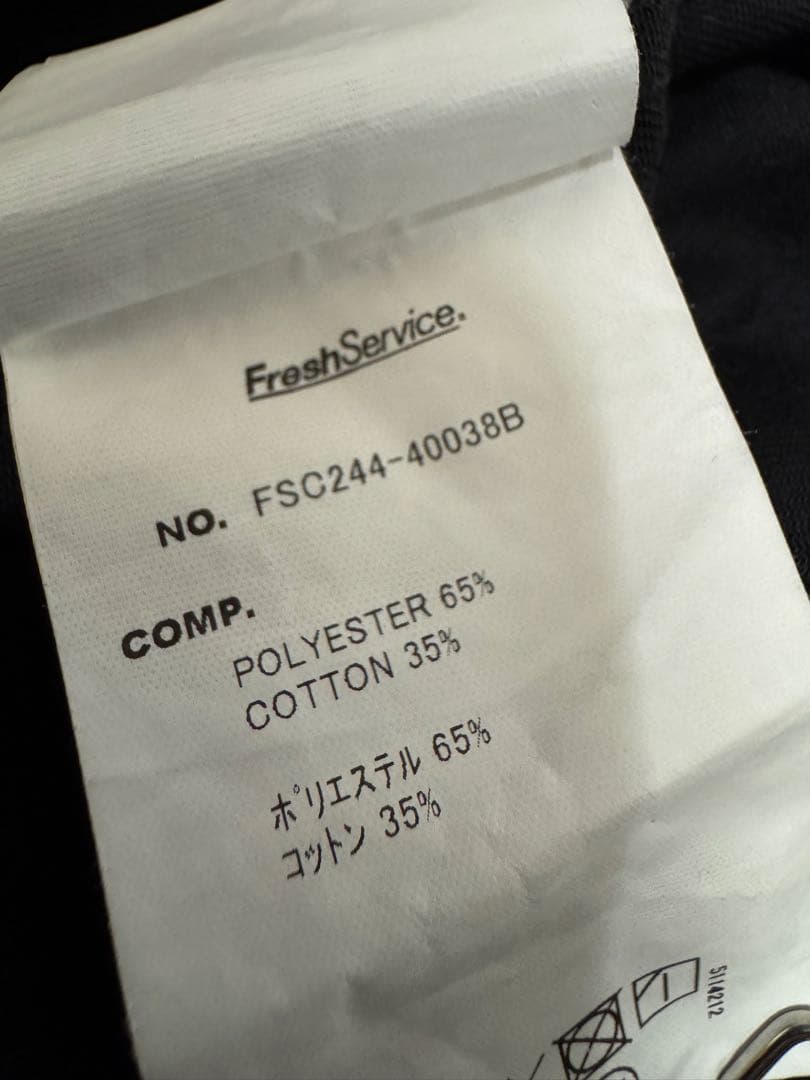 FreshService.
NO. FSC244-40038B
COMP.
POLYESTER 65%
COTTON 35%
ポリエステル 65%
コットン 35%
5114212